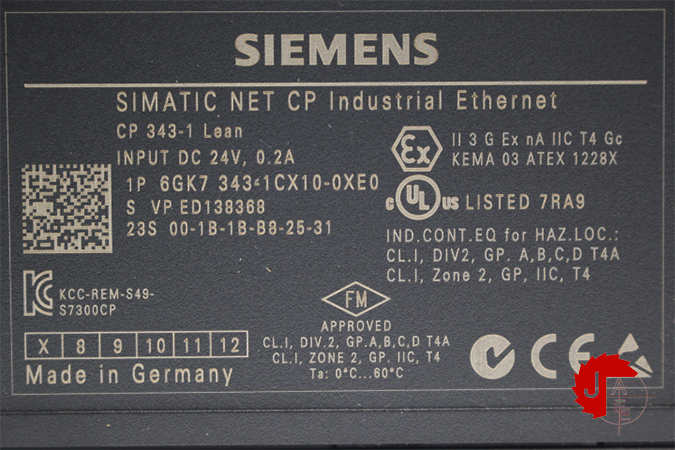 SIEMENS
SIMATIC NET CP Industrial Ethernet
CP 343-1 Lean
INPUT DC 24V, 0.2A
1P 6GK7 343-1CX10-0XE0
S VP ED138368
23S 00-1B-1B-B8-25-31
Ex
II 3 G Ex nA IIC T4 Gc
KEMA 03 ATEX 1228X
c UL us LISTED 7RA9
IND.CONT.EQ for HAZ.LOC.:
CL.I, DIV2, GP. A,B,C,D T4A
CL.I, Zone 2, GP, IIC, T4
KCC-REM-S49-
S7300CP
FM
APPROVED
CL.I, DIV.2, GP.A,B,C,D T4A
CL.I, ZONE 2, GP. IIC, T4
Ta: 0°C...60°C
X 8 9 10 11 12
Made in Germany
CE
J